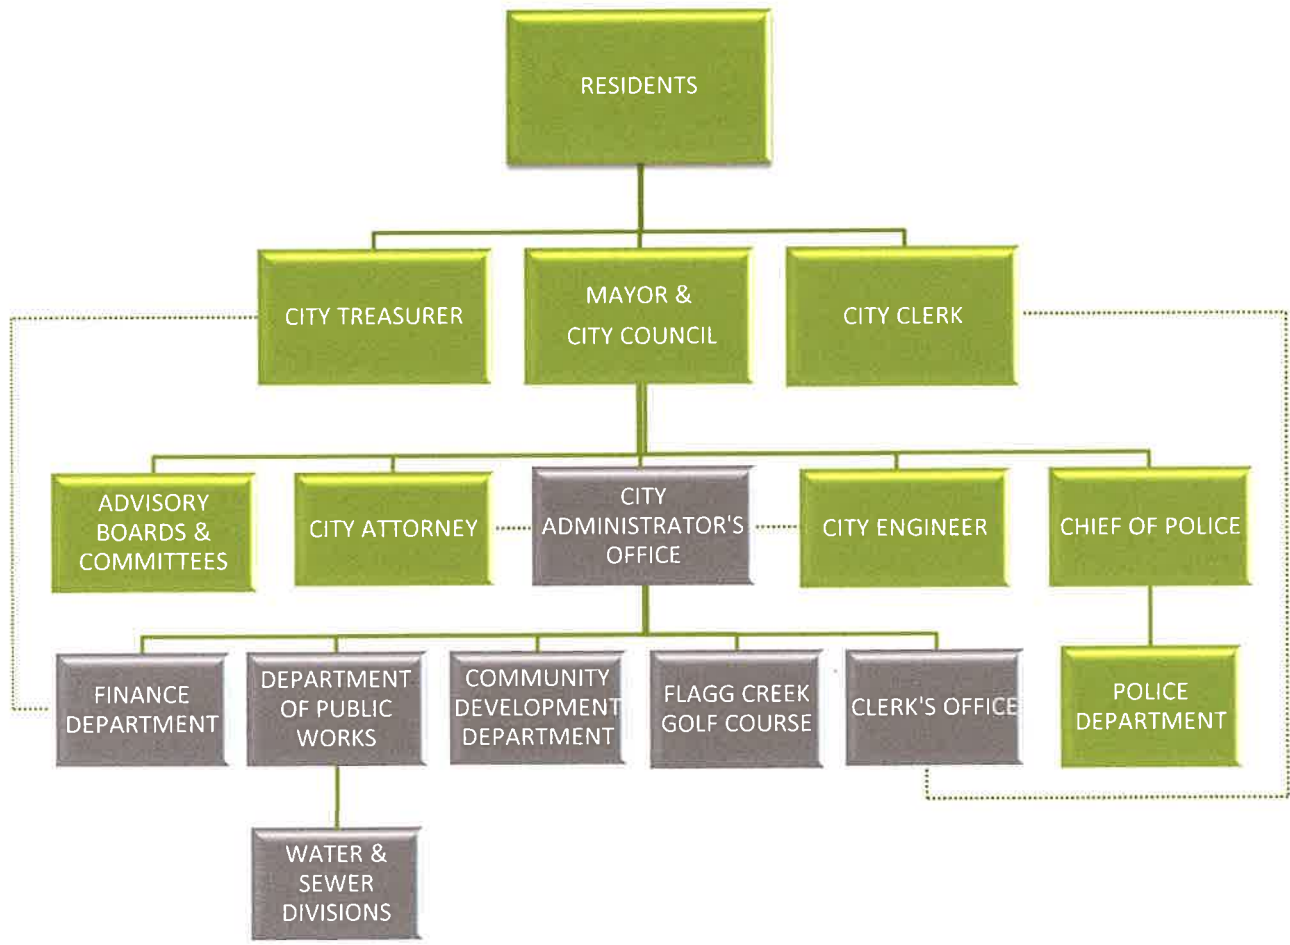 RESIDENTS
CITY TREASURER
MAYOR &
CITY COUNCIL
CITY CLERK
ADVISORY
BOARDS &
COMMITTEES
CITY ATTORNEY
CITY
ADMINISTRATOR'S
OFFICE
CITY ENGINEER
CHIEF OF POLICE
FINANCE
DEPARTMENT
DEPARTMENT
OF PUBLIC
WORKS
COMMUNITY
DEVELOPMENT
DEPARTMENT
FLAGG CREEK
GOLF COURSE
CLERK'S OFFICE
POLICE
DEPARTMENT
WATER &
SEWER
DIVISIONS